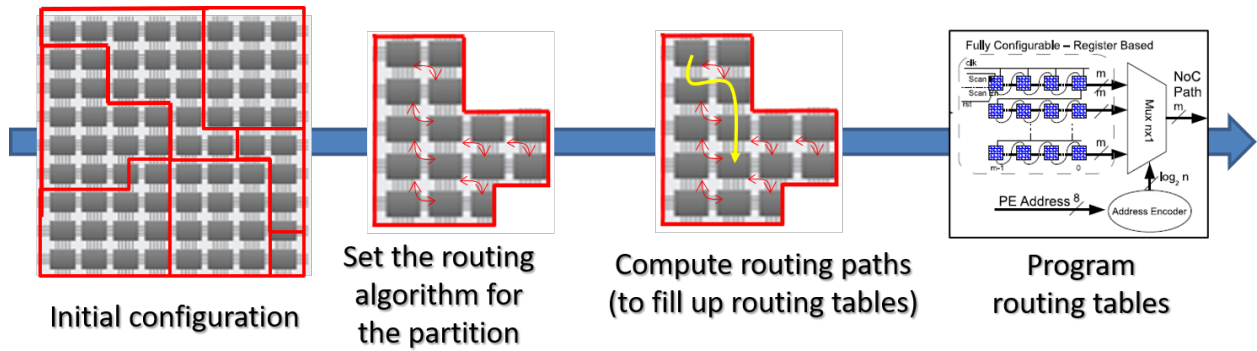 Initial configuration
Set the routing
algorithm for
the partition
Compute routing paths
(to fill up routing tables)
Fully Configurable – Register Based
clk
Scan In
Scan En
rst
m
m
m
m-1
0
Mux nx1
NoC
Path
m
log2 n
PE Address
8
Address Encoder
Program
routing tables